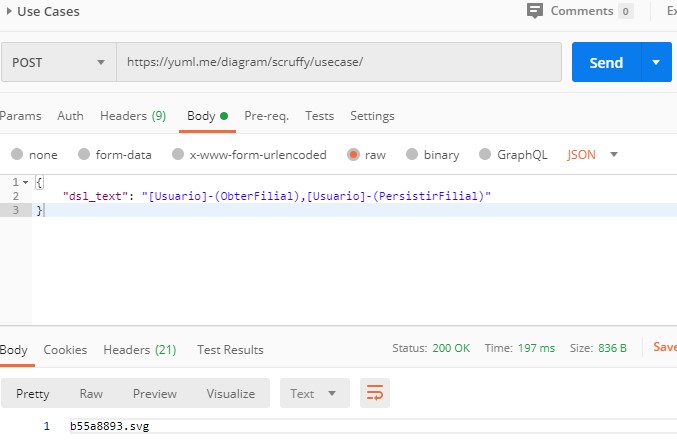 Use Cases Comments 0 Ex
POST https://yuml.me/diagram/scruffy/usecase/ Send
Params Auth Headers (9) Body Pre-req. Tests Settings
none form-data x-www-form-urlencoded raw binary GraphQL JSON
1 {
2 "dsl_text": "[Usuario]-(ObterFilial),[Usuario]-(PersistirFilial)"
3 }
Body Cookies Headers (21) Test Results Status: 200 OK Time: 197 ms Size: 836 B Save
Pretty Raw Preview Visualize Text
1 b55a8893.svg